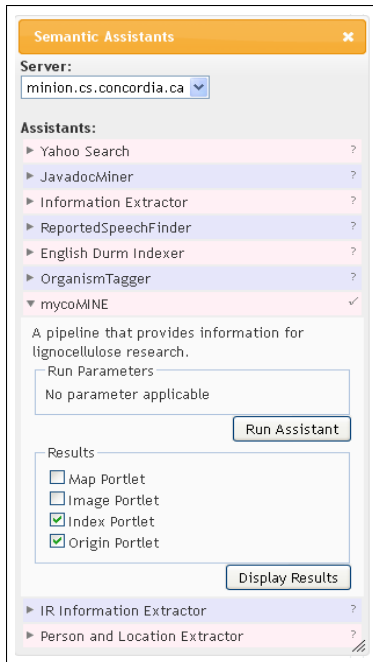 Semantic Assistants
Server:
minion.cs.concordia.ca
Assistants:
Yahoo Search ?
JavadocMiner ?
Information Extractor ?
ReportedSpeechFinder ?
English Durm Indexer ?
OrganismTagger ?
mycoMINE
A pipeline that provides information for
lignocellulose research.
Run Parameters
No parameter applicable
Run Assistant
Results
Map Portlet
Image Portlet
Index Portlet
Origin Portlet
Display Results
IR Information Extractor ?
Person and Location Extractor ?